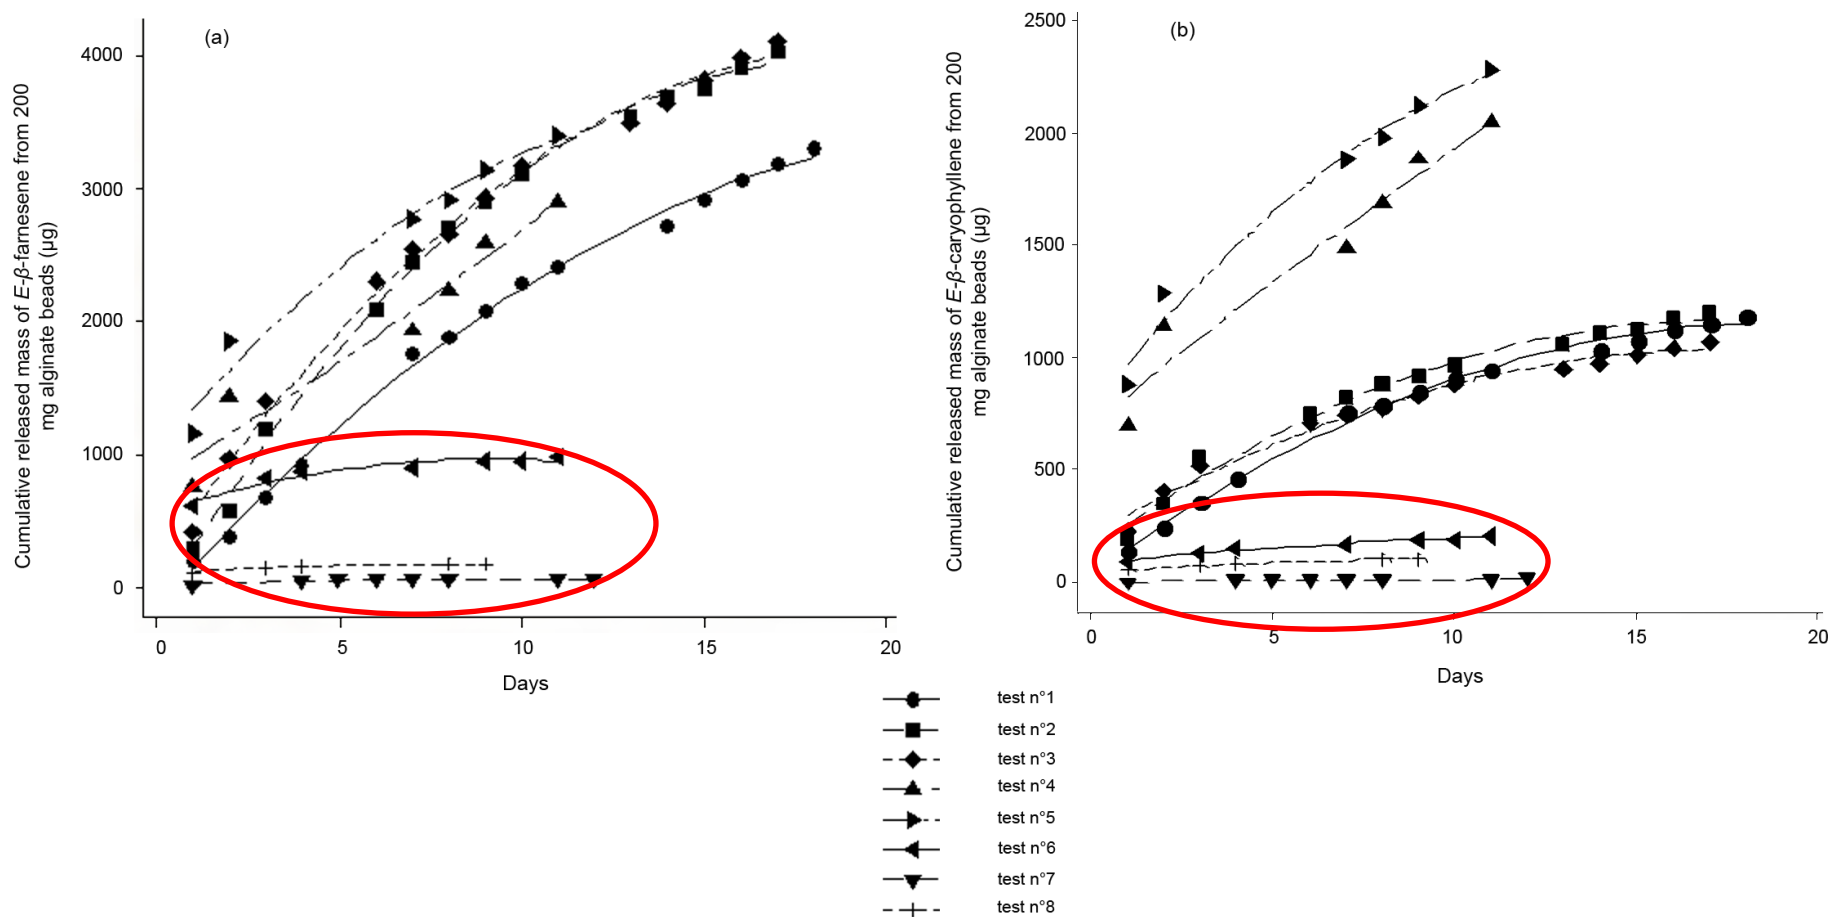 (a)
4000
3000
2000
1000
0
0
5
10
15
20
Days
Cumulative released mass of E-β-farnesene from 200
mg alginate beads (µg)
(b)
2500
2000
1500
1000
500
0
0
5
10
15
20
Days
Cumulative released mass of E-β-caryophyllene from 200
mg alginate beads (µg)
test n°1
test n°2
test n°3
test n°4
test n°5
test n°6
test n°7
test n°8